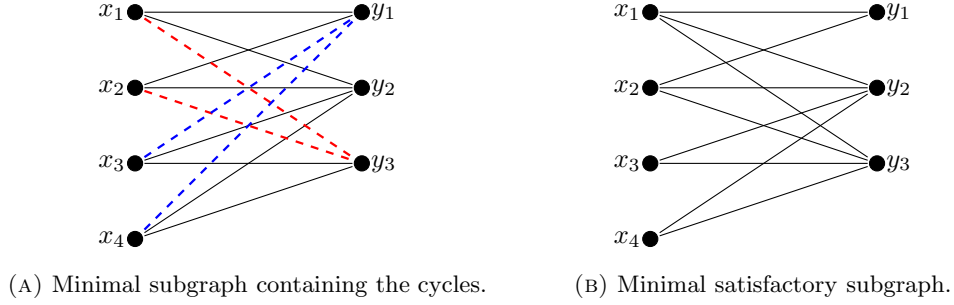 x₁ y₁ x₁ y₁
x₂ y₂ x₂ y₂
x₃ y₃ x₃ y₃
x₄ x₄
(A) Minimal subgraph containing the cycles. (B) Minimal satisfactory subgraph.